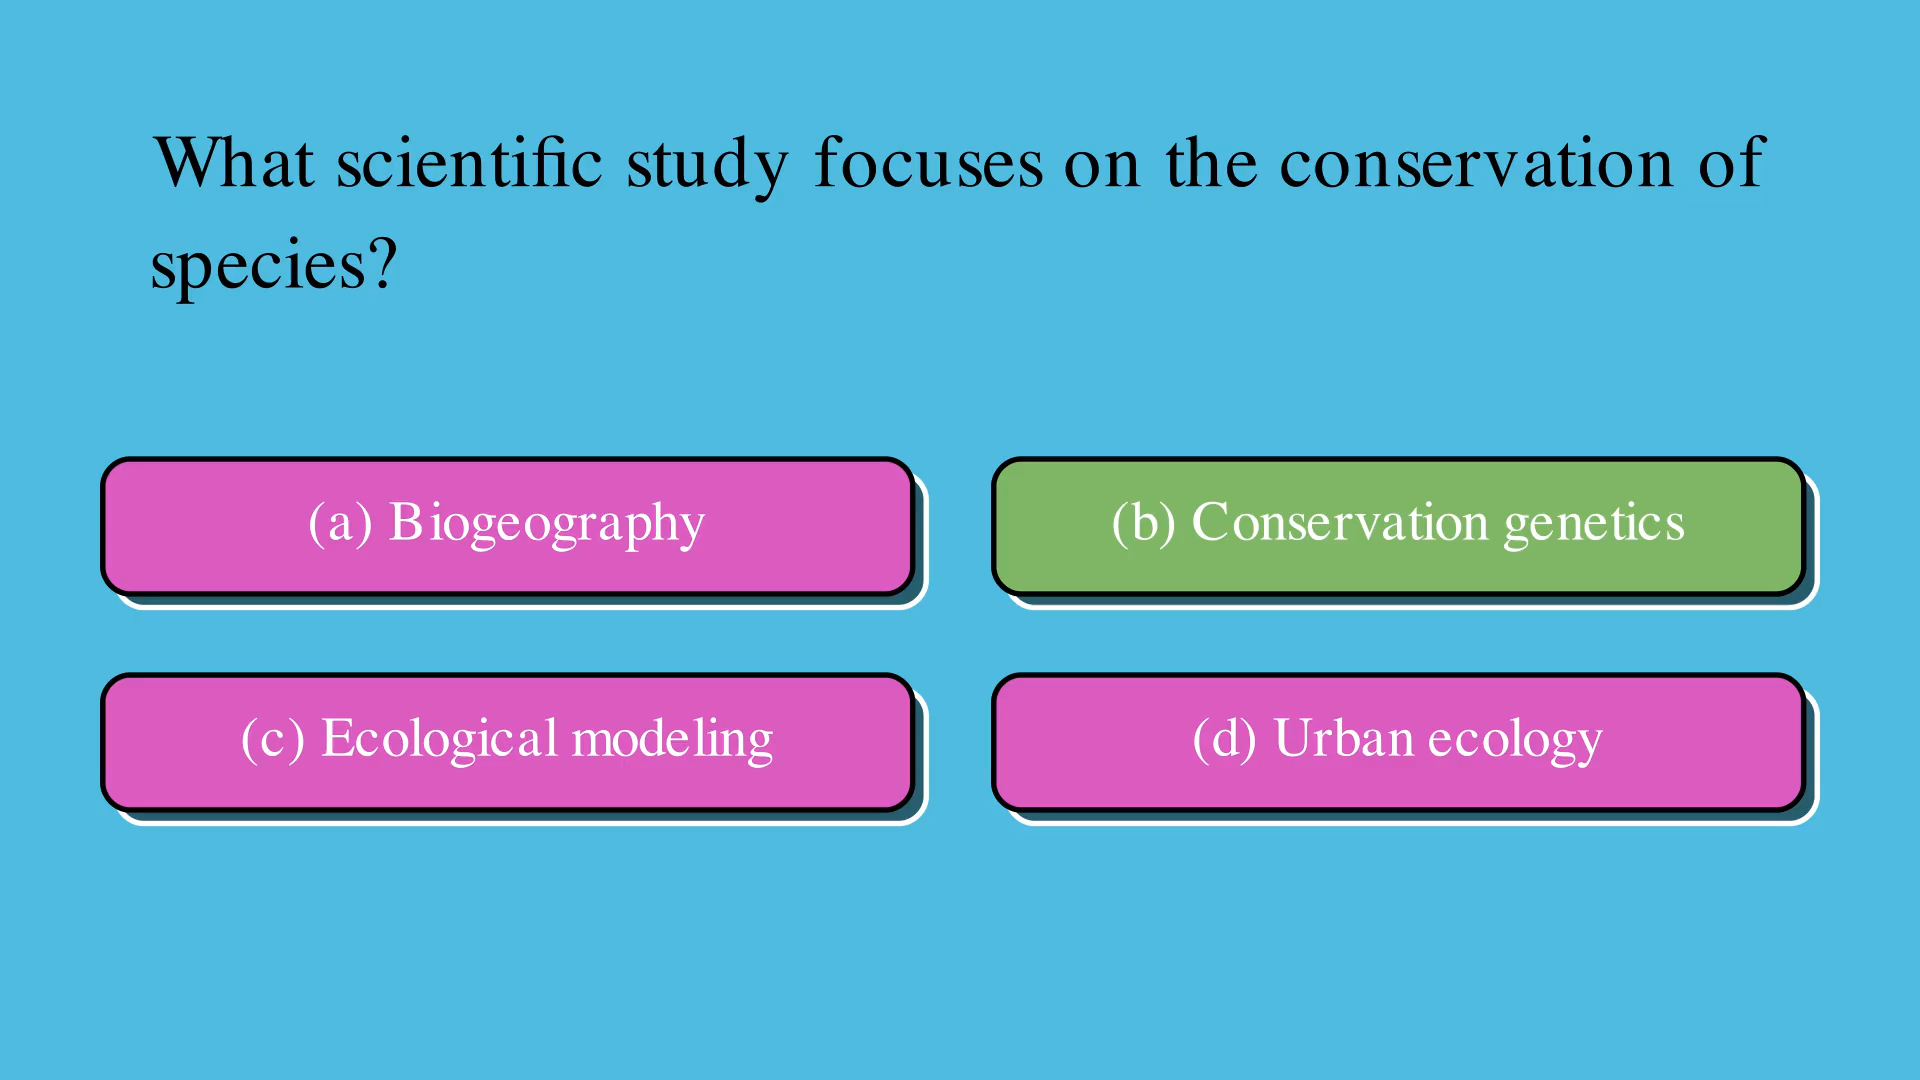 What scientific study focuses on the conservation of
species?
(a) Biogeography
(b) Conservation genetics
(c) Ecological modeling
(d) Urban ecology